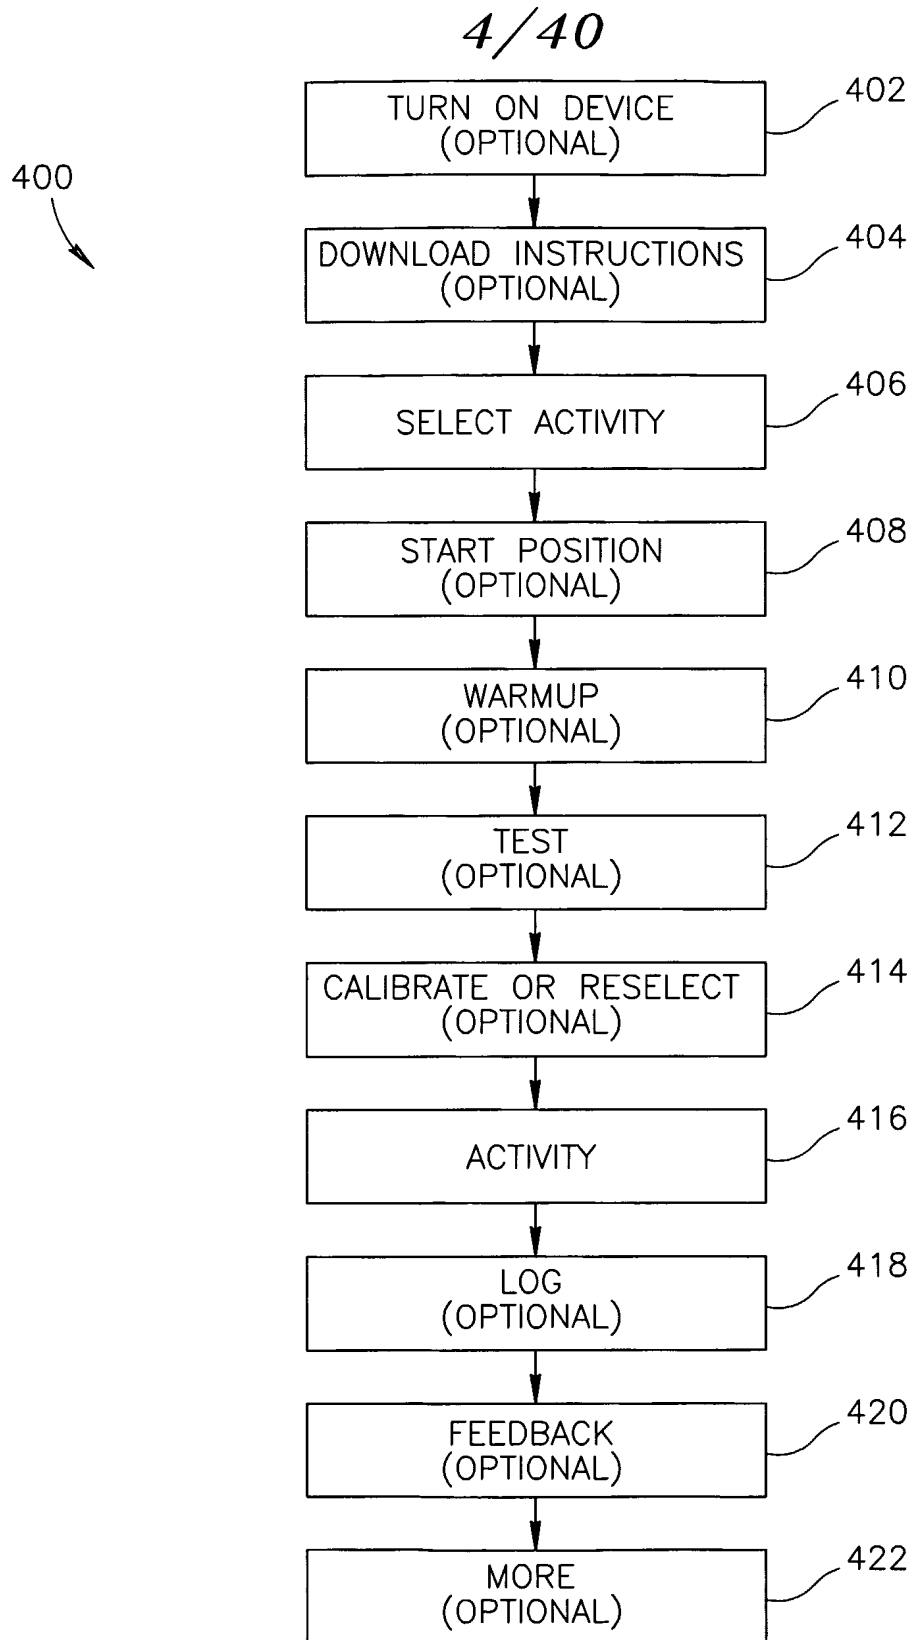 4/40
400
TURN ON DEVICE
(OPTIONAL)
402
DOWNLOAD INSTRUCTIONS
(OPTIONAL)
404
SELECT ACTIVITY
406
START POSITION
(OPTIONAL)
408
WARMUP
(OPTIONAL)
410
TEST
(OPTIONAL)
412
CALIBRATE OR RESELECT
(OPTIONAL)
414
ACTIVITY
416
LOG
(OPTIONAL)
418
FEEDBACK
(OPTIONAL)
420
MORE
(OPTIONAL)
422